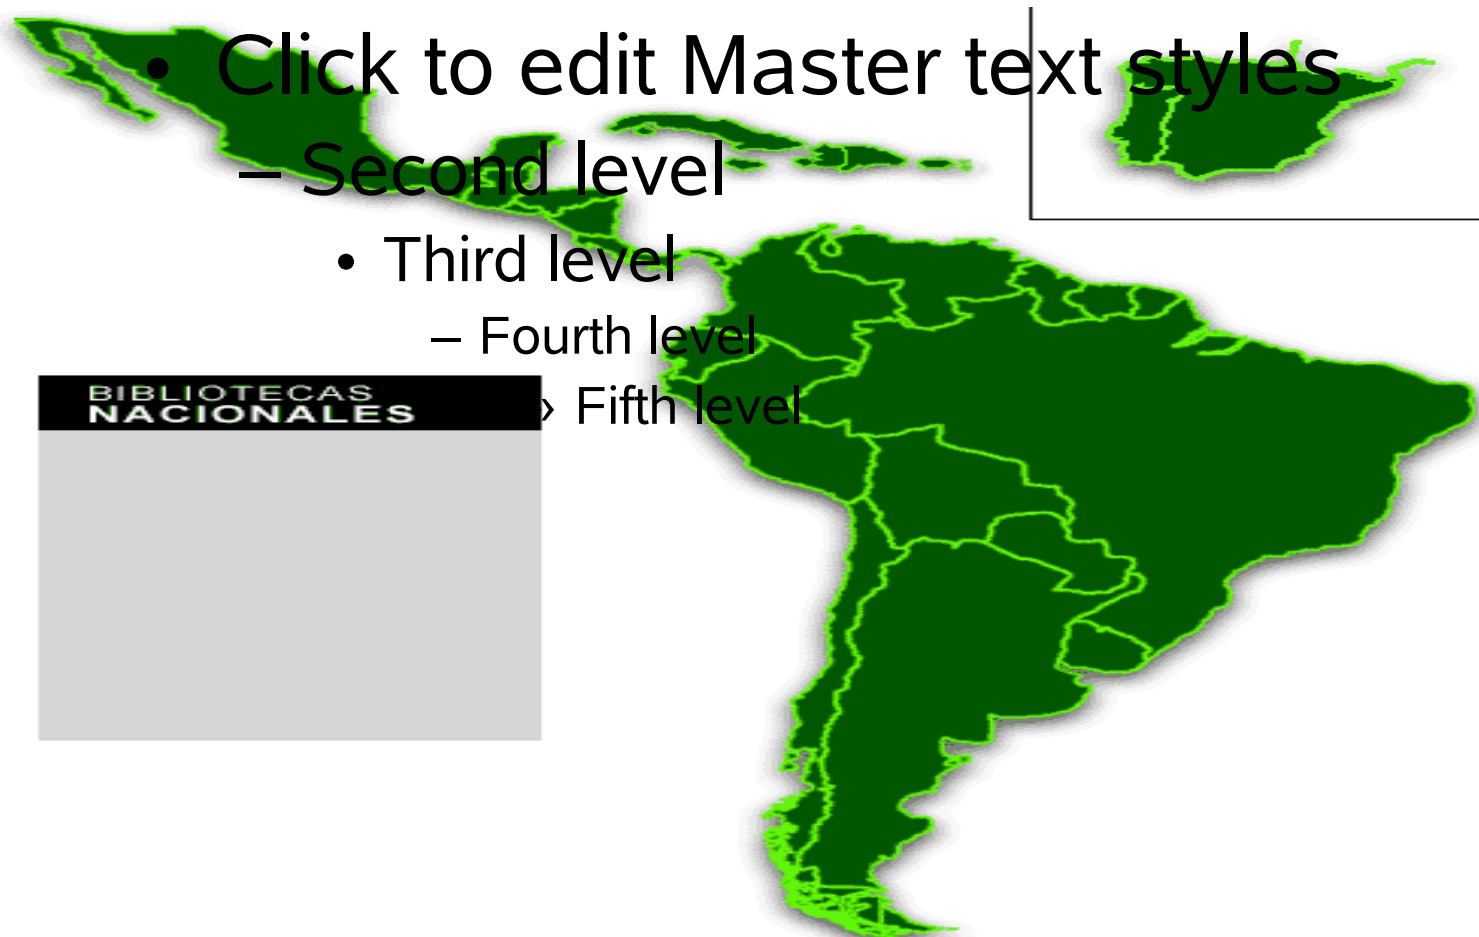 • Click to edit Master text styles
– Second level
• Third level
– Fourth level
› Fifth level
BIBLIOTECAS
NACIONALES